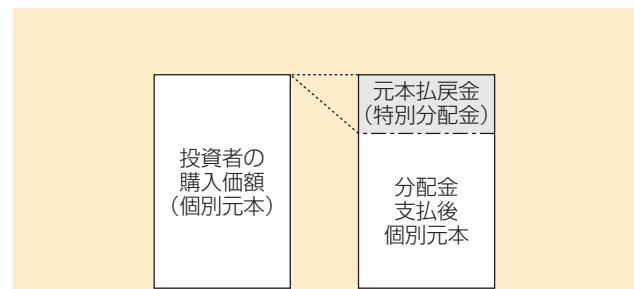 投資者の
購入価額
(個別元本)
元本払戻金
(特別分配金)
分配金
支払後
個別元本